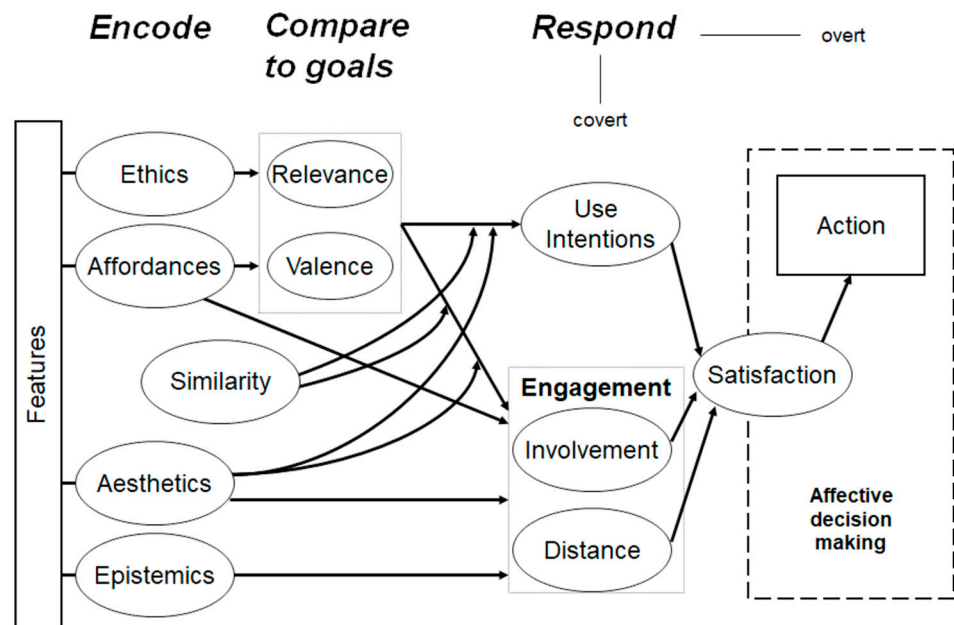 Encode
Compare
to goals
Respond
overt
covert
Features
Ethics
Affordances
Similarity
Aesthetics
Epistemics
Relevance
Valence
Use
Intentions
Engagement
Involvement
Distance
Satisfaction
Action
Affective
decision
making